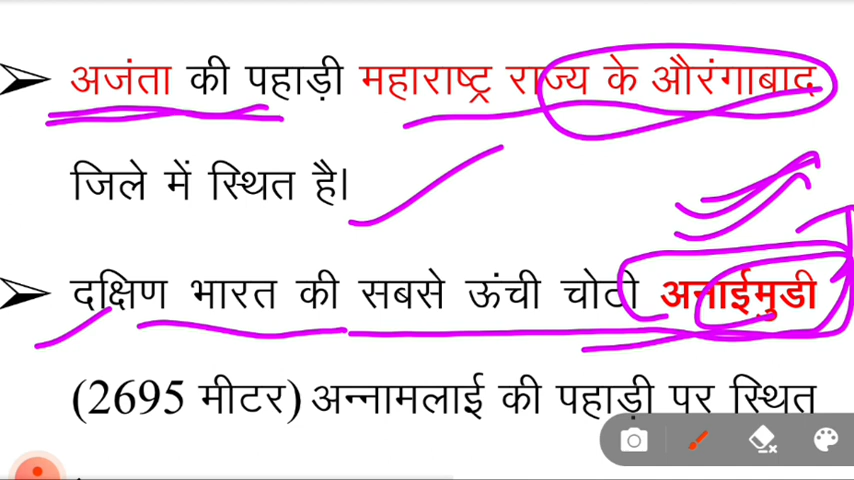 अजंता की पहाड़ी महाराष्ट्र राज्य के औरंगाबाद
जिले में स्थित है।
दक्षिण भारत की सबसे ऊंची चोटी अनाईमुडी
(2695 मीटर) अन्नामलाई की पहाड़ी पर स्थित